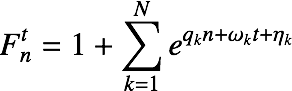 $F_n^t = 1 + \sum_{k=1}^{N} e^{q_k n + \omega_k t + \eta_k}$